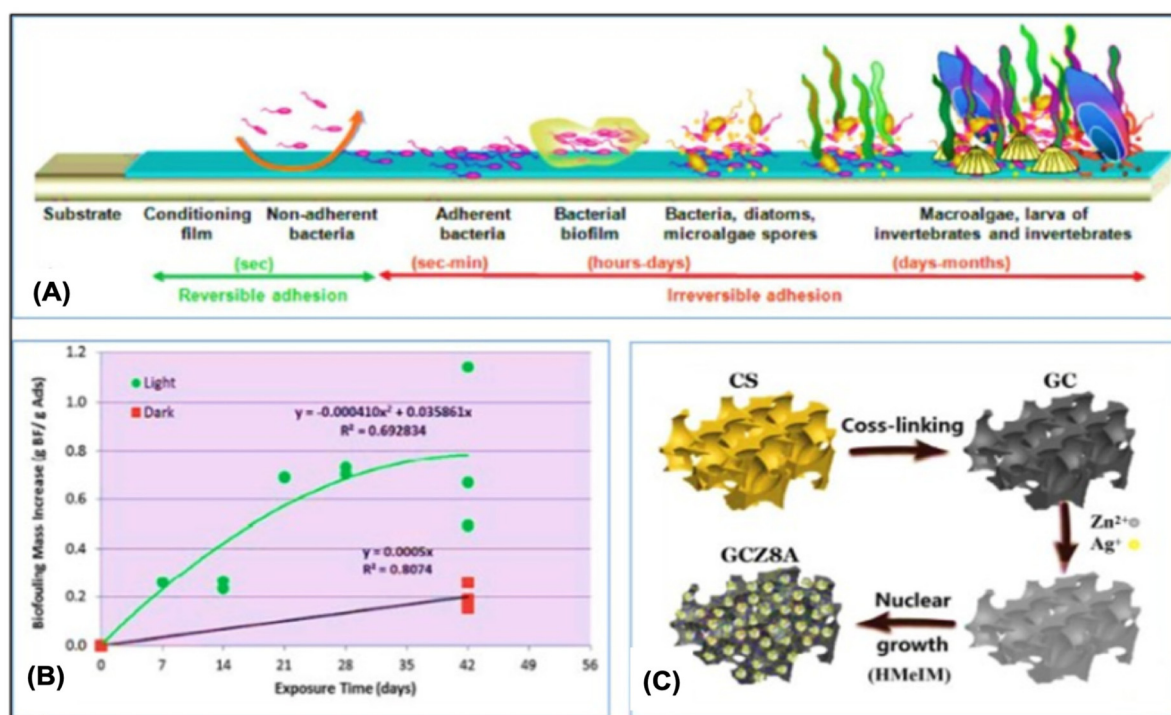 Substrate
Conditioning
film
Non-adherent
bacteria
Adherent
bacteria
Bacterial
biofilm
Bacteria, diatoms,
microalgae spores
Macroalgae, larva of
invertebrates and invertebrates
(sec)
(sec-min)
(hours-days)
(days-months)
Reversible adhesion
Irreversible adhesion
(A)
Biofouling Mass Increase (g BF/ g Ads)
1.2
1.0
0.8
0.6
0.4
0.2
0.0
Light
Dark
y = -0.000410x² + 0.035861x
R² = 0.692834
y = 0.0005x
R² = 0.8074
0 7 14 21 28 35 42 49 56
Exposure Time (days)
(B)
CS
GC
Coss-linking
Zn²⁺
Ag⁺
GCZ8A
Nuclear
growth
(HMeIM)
(C)